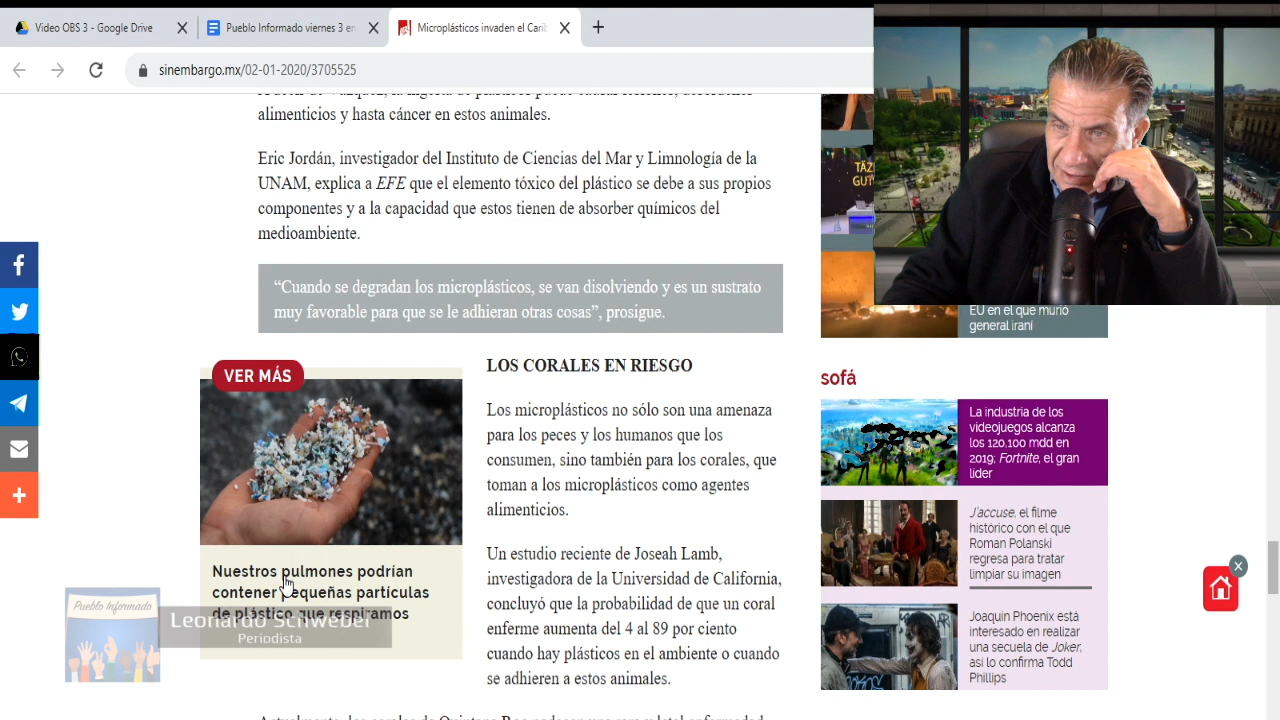 Video OBS 3 - Google Drive
Pueblo Informado viernes 3 en
Microplásticos invaden el Carib
sinembargo.mx/02-01-2020/3705525
alimenticios y hasta cáncer en estos animales.
Eric Jordán, investigador del Instituto de Ciencias del Mar y Limnología de la
UNAM, explica a EFE que el elemento tóxico del plástico se debe a sus propios
componentes y a la capacidad que estos tienen de absorber químicos del
medioambiente.
“Cuando se degradan los microplásticos, se van disolviendo y es un sustrato
muy favorable para que se le adhieran otras cosas”, prosigue.
VER MÁS
Nuestros pulmones podrían
contener pequeñas partículas
de plástico que respiramos
LOS CORALES EN RIESGO
Los microplásticos no sólo son una amenaza
para los peces y los humanos que los
consumen, sino también para los corales, que
toman a los microplásticos como agentes
alimenticios.
Un estudio reciente de Joseah Lamb,
investigadora de la Universidad de California,
concluyó que la probabilidad de que un coral
enferme aumenta del 4 al 89 por ciento
cuando hay plásticos en el ambiente o cuando
se adhieren a estos animales.
EU en el que murió
general iraní
sofá
La industria de los
videojuegos alcanza
los 120,100 mdd en
2019; Fortnite, el gran
líder
J'accuse, el filme
histórico con el que
Roman Polanski
regresa para tratar
limpiar su imagen
Joaquin Phoenix está
interesado en realizar
una secuela de Joker,
así lo confirma Todd
Phillips
Pueblo Informado
Leonardo Schwebel
Periodista